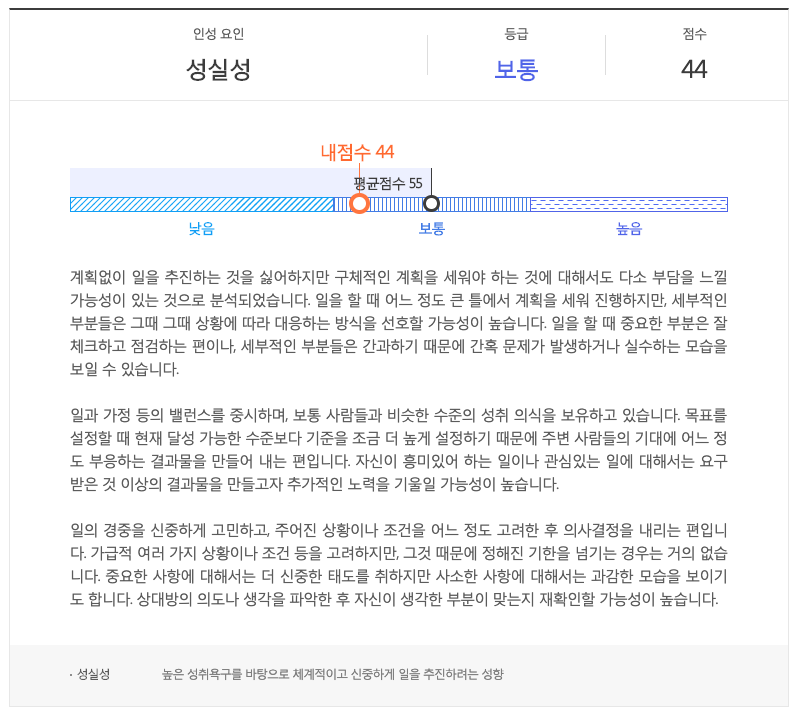 인성 요인
등급
점수
성실성
보통
44
내점수 44
평균점수 55
낮음
보통
높음
계획없이 일을 추진하는 것을 싫어하지만 구체적인 계획을 세워야 하는 것에 대해서도 다소 부담을 느낄
가능성이 있는 것으로 분석되었습니다. 일을 할 때 어느 정도 큰 틀에서 계획을 세워 진행하지만, 세부적인
부분들은 그때 그때 상황에 따라 대응하는 방식을 선호할 가능성이 높습니다. 일을 할 때 중요한 부분은 잘
체크하고 점검하는 편이나, 세부적인 부분들은 간과하기 때문에 간혹 문제가 발생하거나 실수하는 모습을
보일 수 있습니다.
일과 가정 등의 밸런스를 중시하며, 보통 사람들과 비슷한 수준의 성취 의식을 보유하고 있습니다. 목표를
설정할 때 현재 달성 가능한 수준보다 기준을 조금 더 높게 설정하기 때문에 주변 사람들의 기대에 어느 정
도 부응하는 결과물을 만들어 내는 편입니다. 자신이 흥미있어 하는 일이나 관심있는 일에 대해서는 요구
받은 것 이상의 결과물을 만들고자 추가적인 노력을 기울일 가능성이 높습니다.
일의 경중을 신중하게 고민하고, 주어진 상황이나 조건을 어느 정도 고려한 후 의사결정을 내리는 편입니
다. 가급적 여러 가지 상황이나 조건 등을 고려하지만, 그것 때문에 정해진 기한을 넘기는 경우는 거의 없습
니다. 중요한 사항에 대해서는 더 신중한 태도를 취하지만 사소한 사항에 대해서는 과감한 모습을 보이기
도 합니다. 상대방의 의도나 생각을 파악한 후 자신이 생각한 부분이 맞는지 재확인할 가능성이 높습니다.
· 성실성 높은 성취욕구를 바탕으로 체계적이고 신중하게 일을 추진하려는 성향